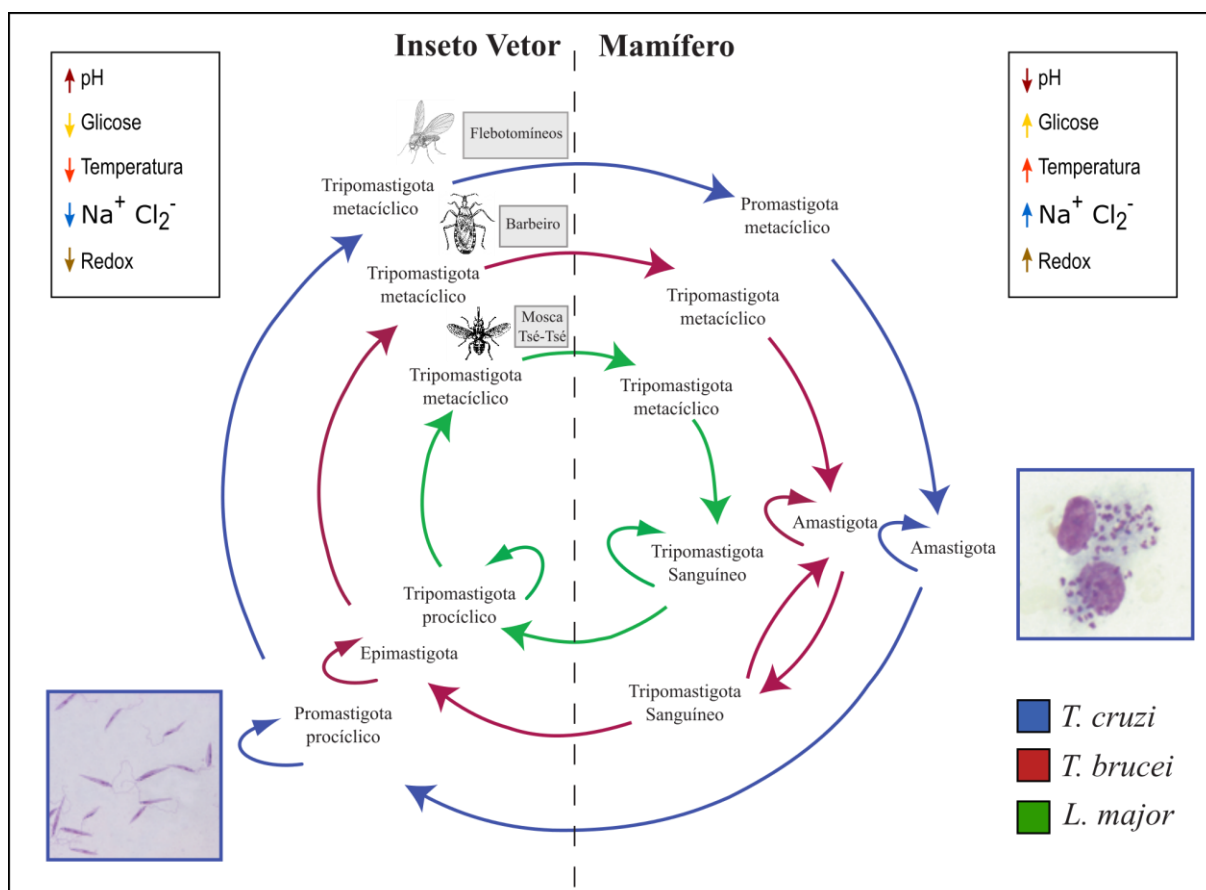 Inseto Vetor
Mamífero
pH
Glicose
Temperatura
Na+ Cl2-
Redox
pH
Glicose
Temperatura
Na+ Cl2-
Redox
Flebotomíneos
Tripomastigota
metacíclico
Promastigota
metacíclico
Barbeiro
Tripomastigota
metacíclico
Tripomastigota
metacíclico
Mosca
Tsé-Tsé
Tripomastigota
metacíclico
Tripomastigota
metacíclico
Amastigota
Amastigota
Tripomastigota
Sanguíneo
Tripomastigota
procíclico
Epimastigota
Tripomastigota
Sanguíneo
Promastigota
procíclico
T. cruzi
T. brucei
L. major